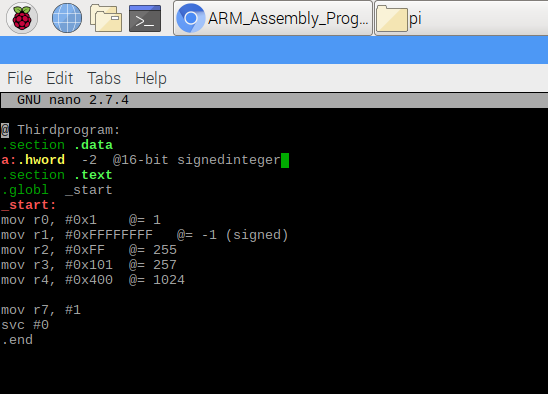 ARM_Assembly_Prog... pi
File Edit Tabs Help
GNU nano 2.7.4
@ Thirdprogram:
.section .data
a:.hword  -2  @16-bit signedinteger
.section .text
.globl  _start
_start:
mov r0, #0x1    @= 1
mov r1, #0xFFFFFFFF   @= -1 (signed)
mov r2, #0xFF   @= 255
mov r3, #0x101  @= 257
mov r4, #0x400  @= 1024
mov r7, #1
svc #0
.end